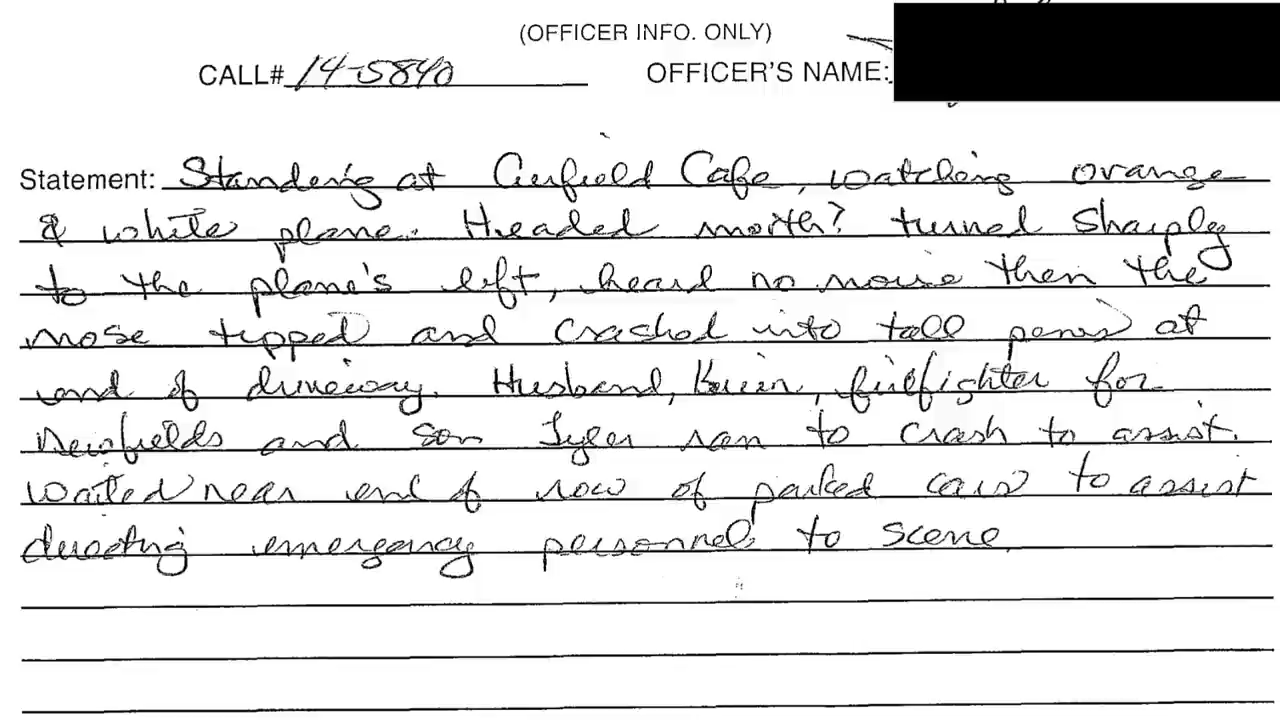 (OFFICER INFO. ONLY)
CALL# 14-5840 OFFICER'S NAME:
Statement: Standing at Airfield Cafe, watching orange
& white plane. Headed north? turned sharply
to the plane's left, heard no noise then the
nose tipped and crashed into tall pines at
end of driveway. Husband, Kevin, firefighter for
Newfields and son Tyler ran to crash to assist.
Waited near end of row of parked cars to assist
directing emergency personnel to scene.